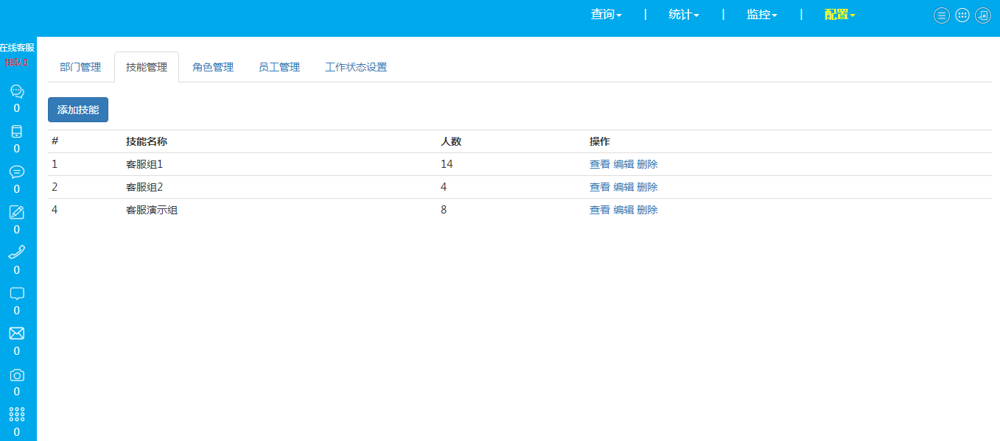 查询 | 统计 | 监控 | 配置
在线客服
排队0
0
0
0
0
0
0
0
0
0
部门管理 技能管理 角色管理 员工管理 工作状态设置
添加技能
# 技能名称 人数 操作
1 客服组1 14 查看 编辑 删除
2 客服组2 4 查看 编辑 删除
4 客服演示组 8 查看 编辑 删除